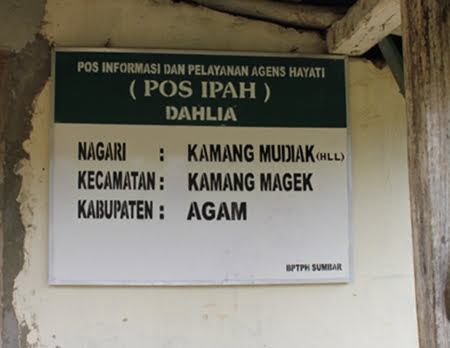 POS INFORMASI DAN PELAYANAN AGENS HAYATI
( POS IPAH )
DAHLIA
NAGARI : KAMANG MUDIAK (HLL)
KECAMATAN : KAMANG MAGEK
KABUPATEN : AGAM
BPTPH SUMBAR